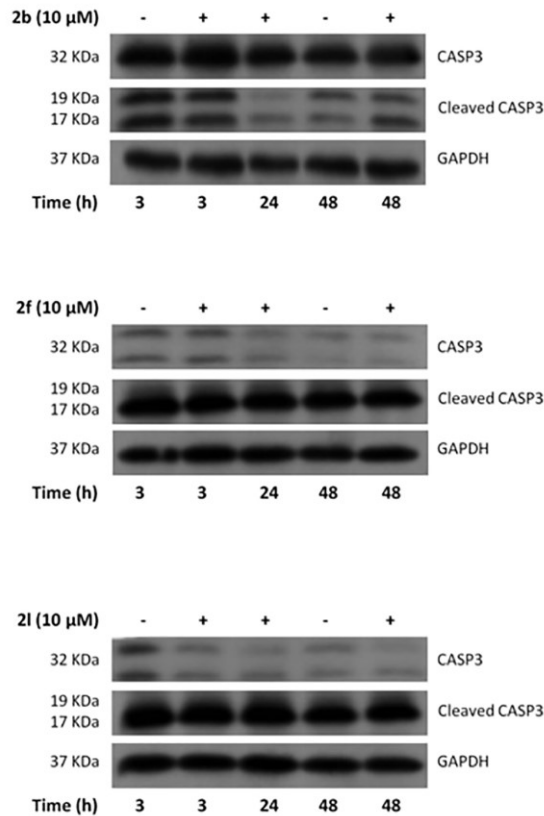 2b (10 µM) - + + - +
32 KDa CASP3
19 KDa
17 KDa Cleaved CASP3
37 KDa GAPDH
Time (h) 3 3 24 48 48
2f (10 µM) - + + - +
32 KDa CASP3
19 KDa
17 KDa Cleaved CASP3
37 KDa GAPDH
Time (h) 3 3 24 48 48
2l (10 µM) - + + - +
32 KDa CASP3
19 KDa
17 KDa Cleaved CASP3
37 KDa GAPDH
Time (h) 3 3 24 48 48